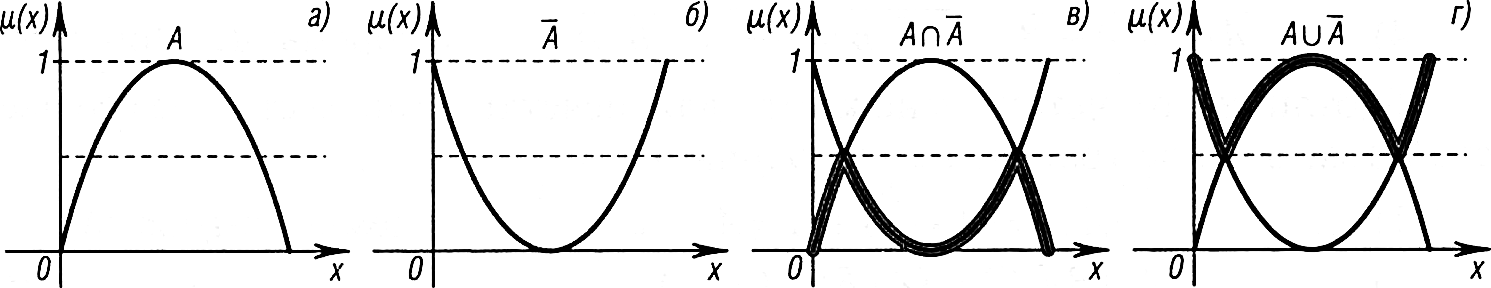 μ(x) a)
A
1
0 x
μ(x) б)
A̅
1
0 x
μ(x) в)
A∩A̅
1
0 x
μ(x) г)
A∪A̅
1
0 x